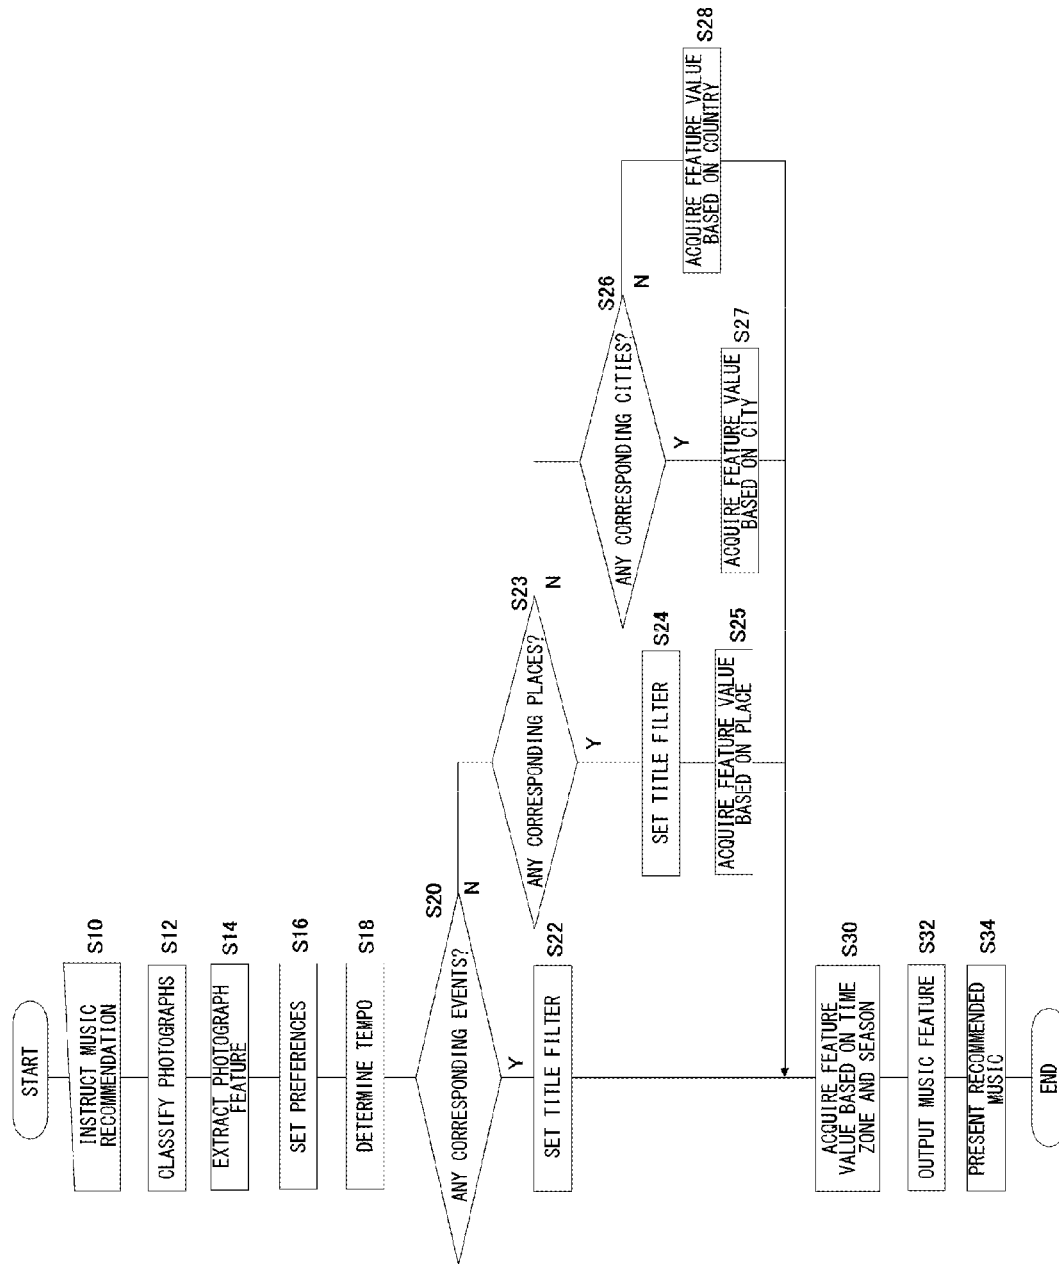 START
INSTRUCT MUSIC
RECOMMENDATION
S10
CLASSIFY PHOTOGRAPHS
S12
EXTRACT PHOTOGRAPH
FEATURE
S14
SET PREFERENCES
S16
DETERMINE TEMPO
S18
ANY CORRESPONDING EVENTS?
S20
N
Y
SET TITLE FILTER
S22
ANY CORRESPONDING PLACES?
S23
N
Y
SET TITLE FILTER
S24
ACQUIRE FEATURE VALUE
BASED ON PLACE
S25
ANY CORRESPONDING CITIES?
S26
N
Y
ACQUIRE FEATURE VALUE
BASED ON CITY
S27
ACQUIRE FEATURE VALUE
BASED ON COUNTRY
S28
ACQUIRE FEATURE
VALUE BASED ON TIME
ZONE AND SEASON
S30
OUTPUT MUSIC FEATURE
S32
PRESENT RECOMMENDED
MUSIC
S34
END